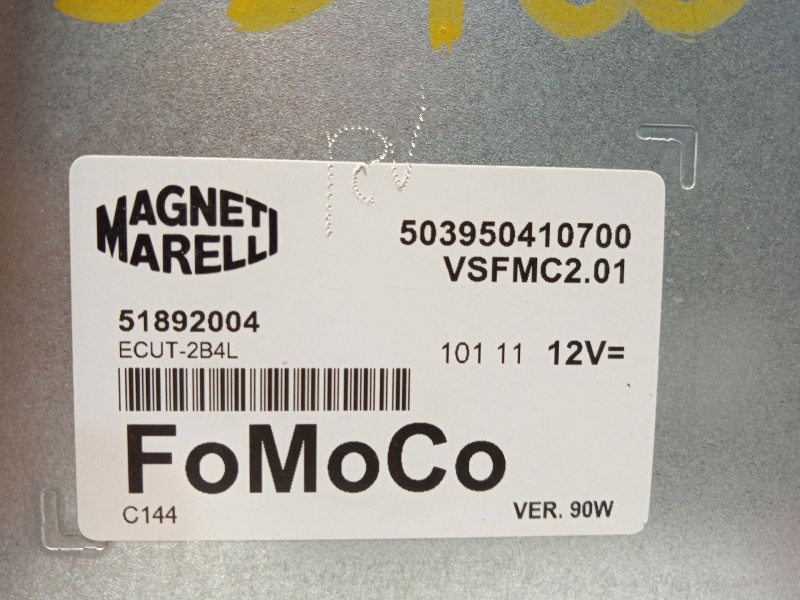 MAGNETI
MARELLI
503950410700
VSFMC2.01
51892004
ECUT-2B4L
101 11 12V=
FoMoCo
C144
VER. 90W